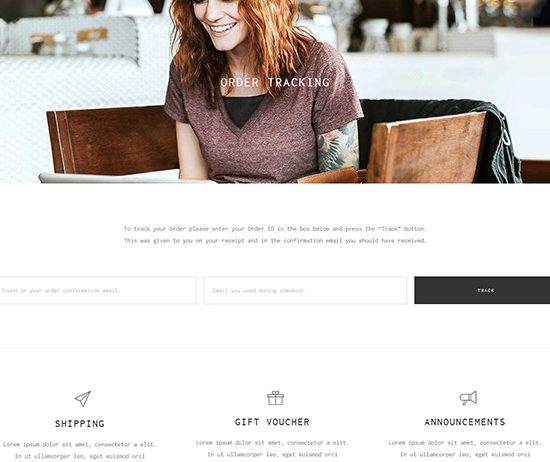 ORDER TRACKING
To track your order please enter your Order ID in the box below and press the “Track” button.
This was given to you on your receipt and in the confirmation email you should have received.
Found in your order confirmation email.
Email you used during checkout.
TRACK
SHIPPING
Lorem ipsum dolor sit amet, consectetur a elit.
In ut ullamcorper leo, eget euismod orci
GIFT VOUCHER
Lorem ipsum dolor sit amet, consectetur a elit.
In ut ullamcorper leo, eget euismod orci
ANNOUNCEMENTS
Lorem ipsum dolor sit amet, consectetur a elit.
In ut ullamcorper leo, eget euismod orci